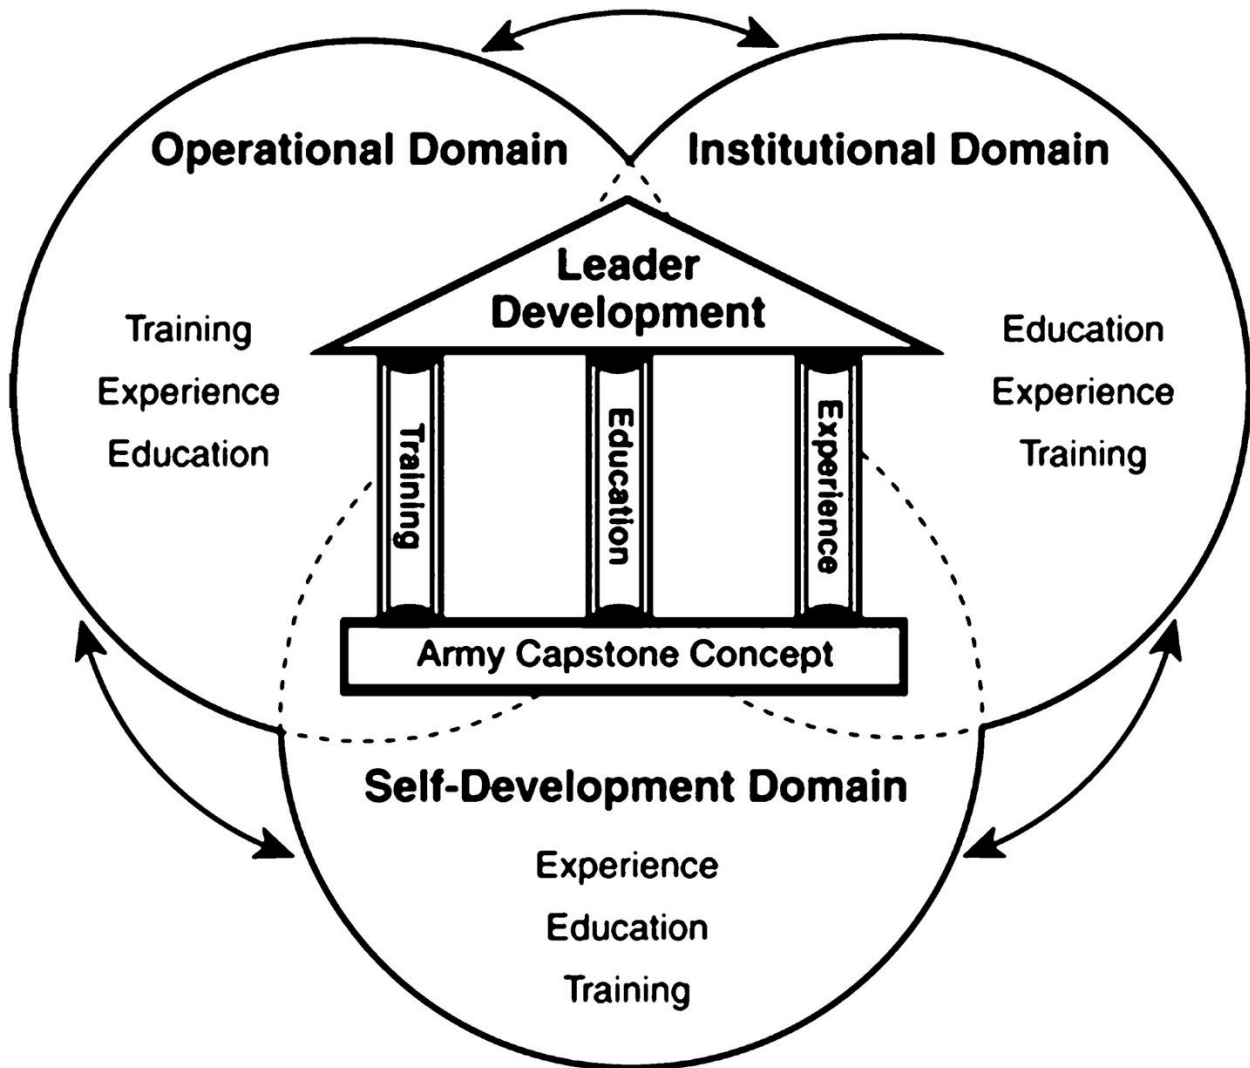 Operational Domain
Institutional Domain
Leader
Development
Training
Experience
Education
Training
Education
Experience
Education
Experience
Training
Army Capstone Concept
Self-Development Domain
Experience
Education
Training